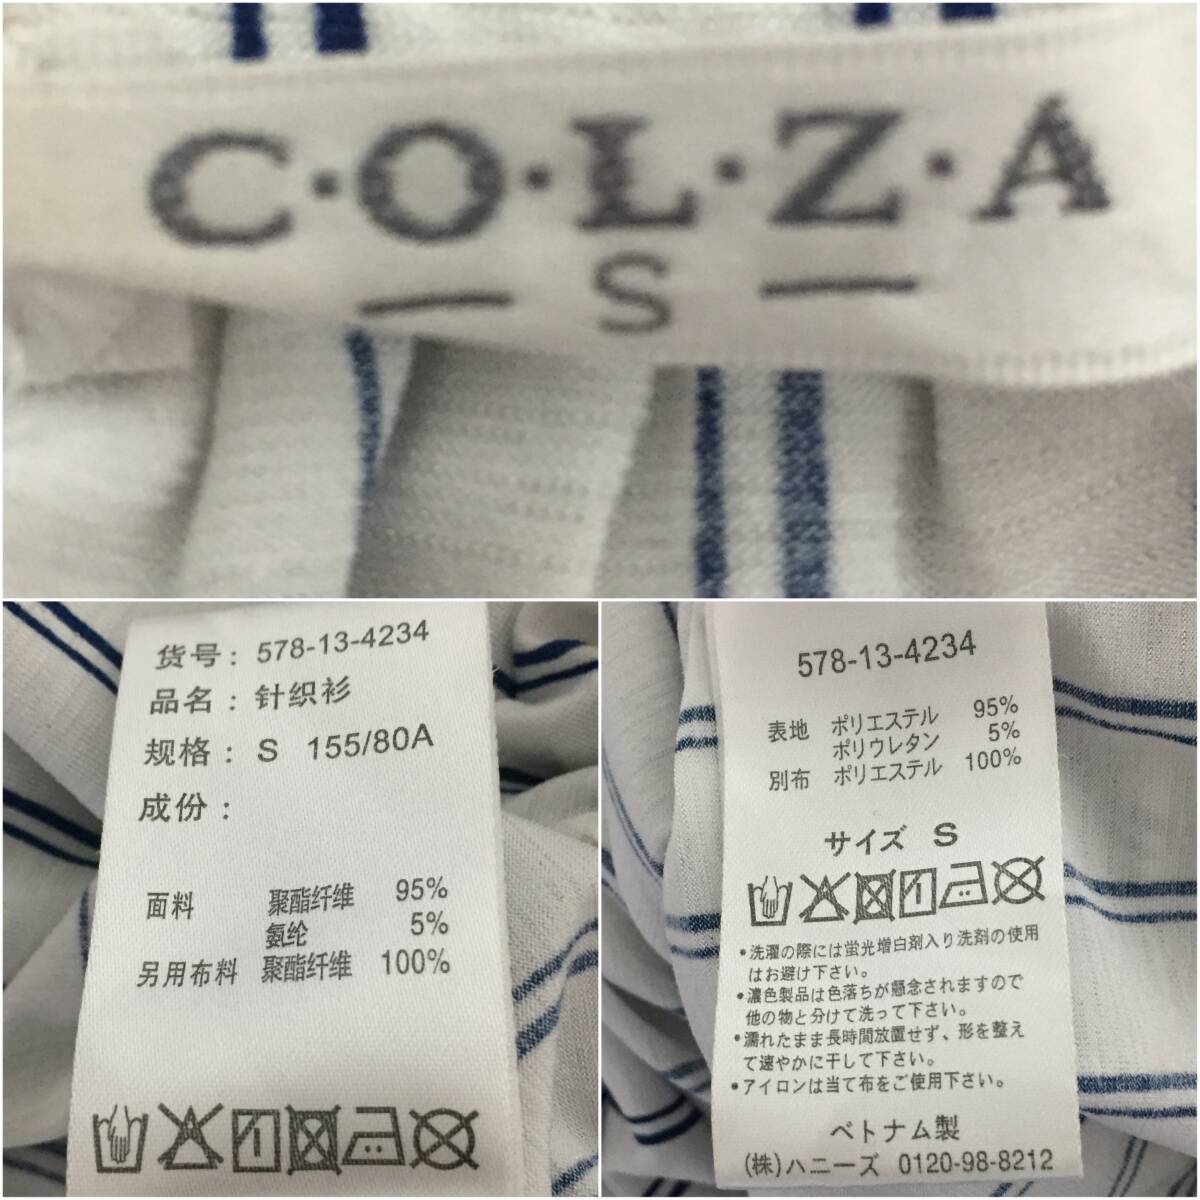 C·O·L·Z·A
S
货号：578-13-4234
品名：针织衫
规格：S 155/80A
成份：
面料 聚酯纤维 95%
氨纶 5%
另用布料 聚酯纤维 100%
578-13-4234
表地 ポリエステル 95%
ポリウレタン 5%
別布 ポリエステル 100%
サイズ S
・洗濯の際には蛍光増白剤入り洗剤の使用
はお避け下さい。
・濃色製品は色落ちが懸念されますので
他の物と分けて洗って下さい。
・濡れたまま長時間放置せず、形を整え
て速やかに干して下さい。
・アイロンは当て布をご使用下さい。
ベトナム製
(株)ハニーズ 0120-98-8212